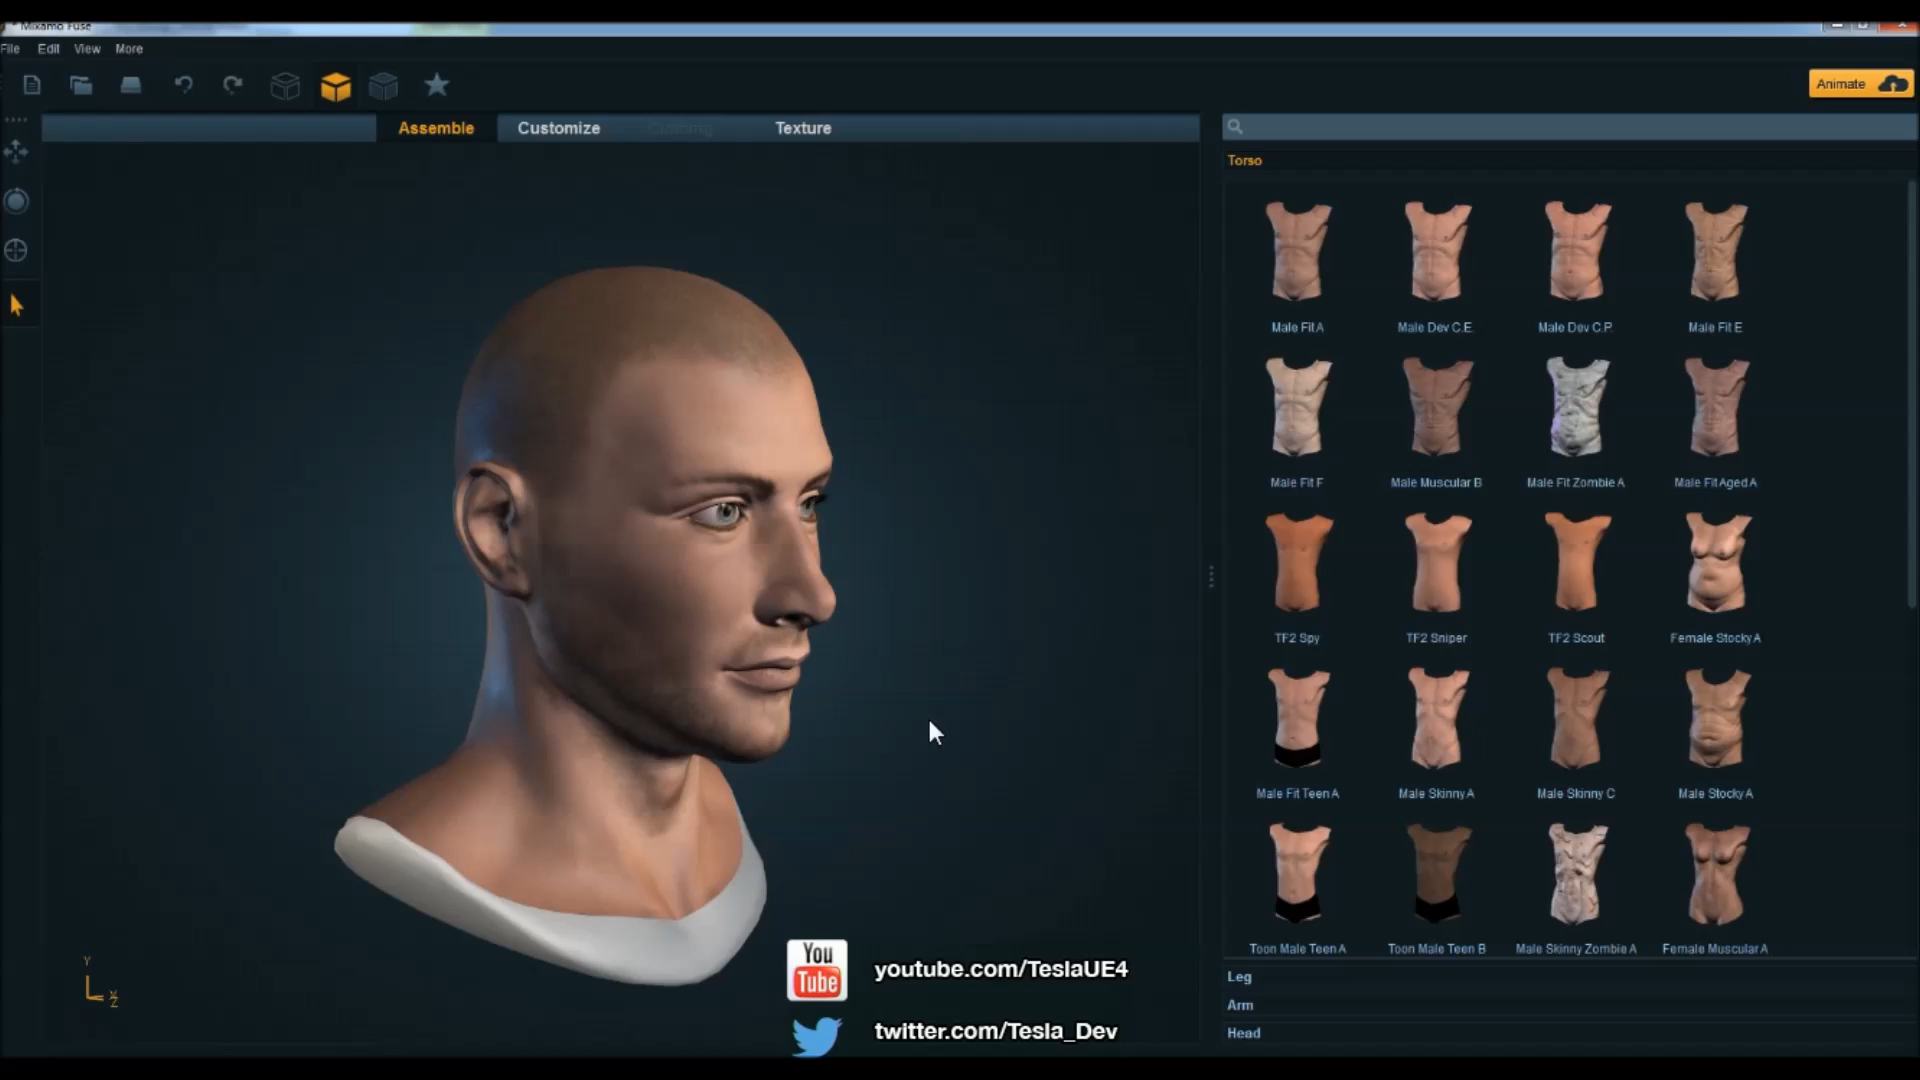 Mixamo Fuse
File Edit View More
Animate
Assemble Customize Clothing Texture
Torso
Male Fit A Male Dev C.E. Male Dev C.P. Male Fit E
Male Fit F Male Muscular B Male Fit Zombie A Male Fit Aged A
TF2 Spy TF2 Sniper TF2 Scout Female Stocky A
Male Fit Teen A Male Skinny A Male Skinny C Male Stocky A
Toon Male Teen A Toon Male Teen B Male Skinny Zombie A Female Muscular A
Leg
Arm
Head
You
Tube
youtube.com/TeslaUE4
twitter.com/Tesla_Dev
Y
Z